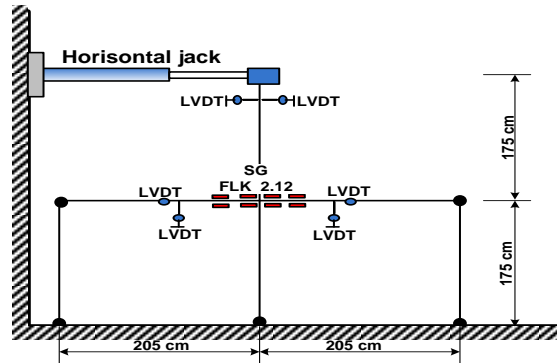 Horisontal jack
LVDT LVDT
175 cm
SG
FLK 2.12
LVDT LVDT
LVDT LVDT
175 cm
205 cm 205 cm